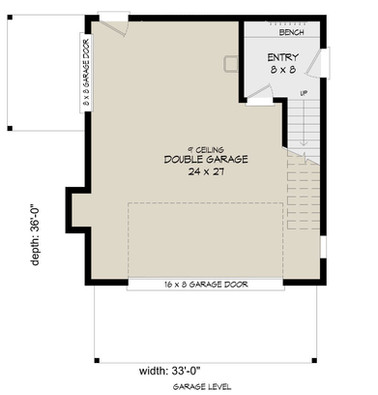 BENCH
ENTRY
8 x 8
UP
8 x 8 GARAGE DOOR
9' CEILING
DOUBLE GARAGE
24 x 27
depth: 36'-0"
16 x 8 GARAGE DOOR
width: 33'-0"
GARAGE LEVEL